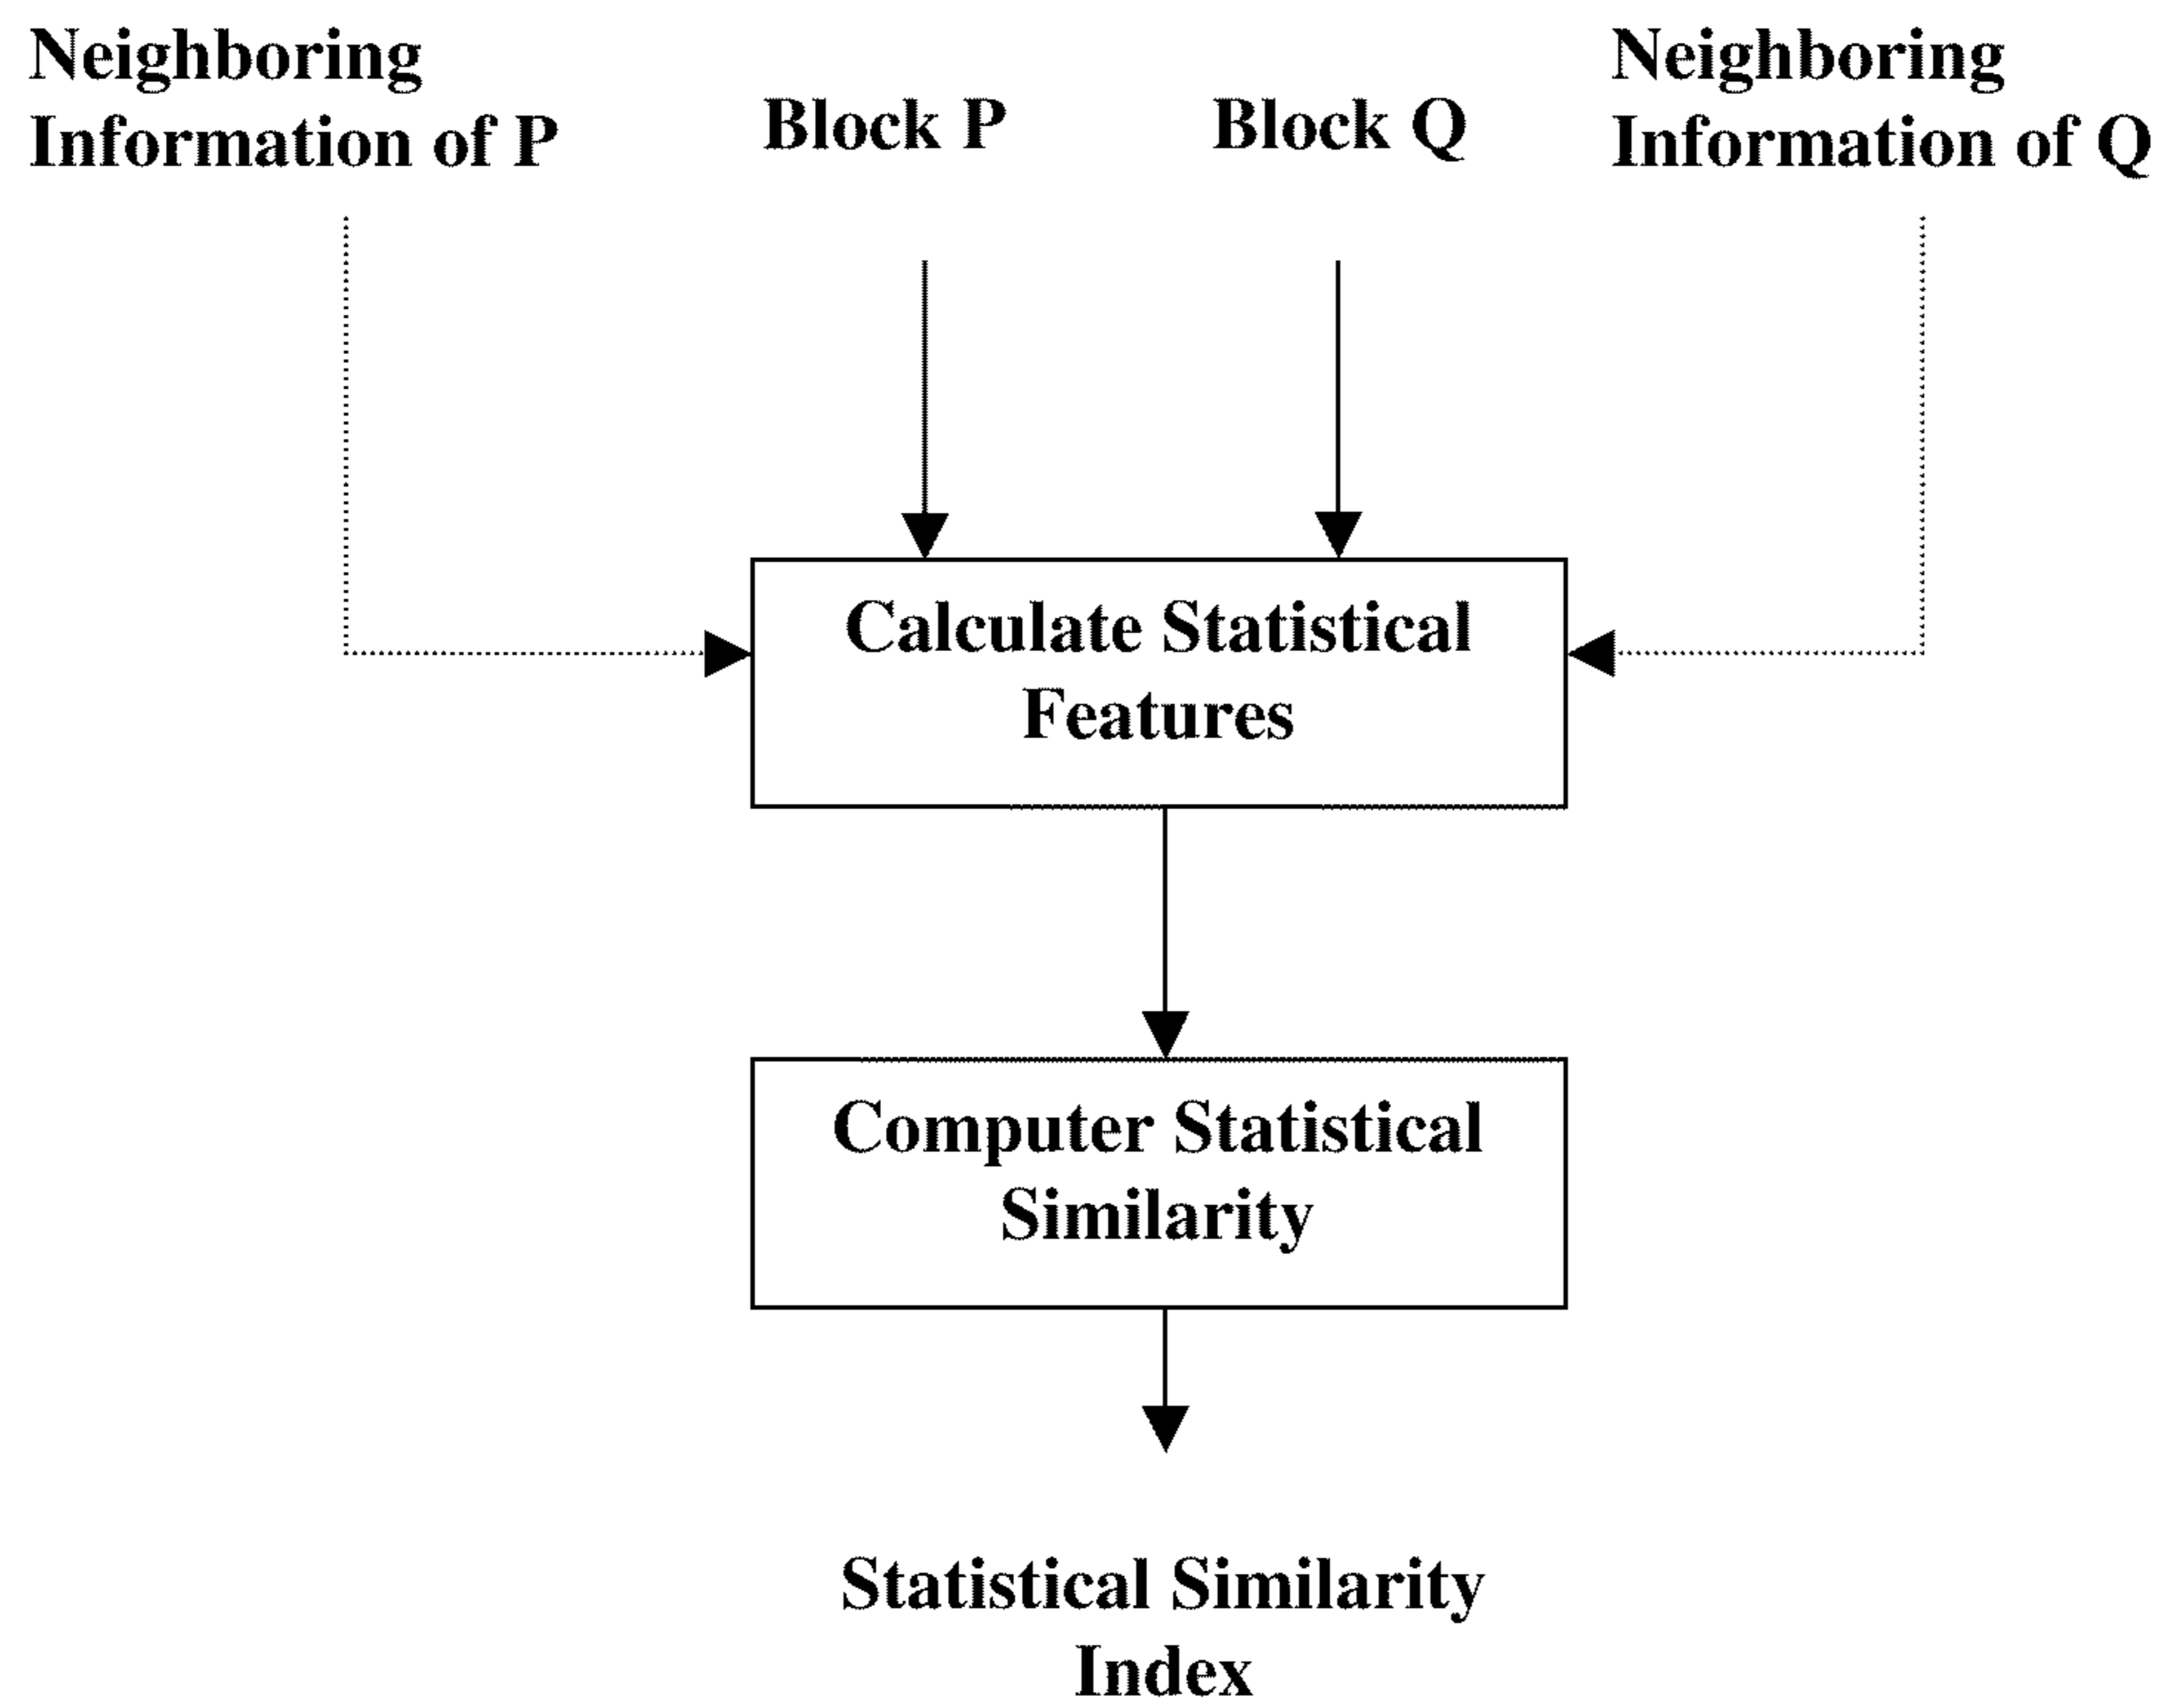 Neighboring
Information of P
Block P
Block Q
Neighboring
Information of Q
Calculate Statistical
Features
Computer Statistical
Similarity
Statistical Similarity
Index